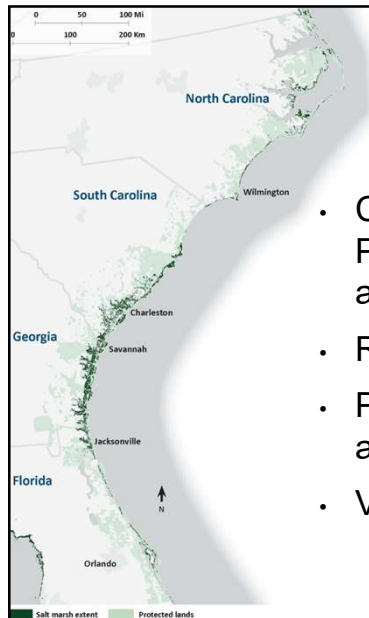 0 50 100 Mi
0 100 200 Km
North Carolina
South Carolina
Wilmington
Charleston
Georgia
Savannah
Jacksonville
Florida
N
Orlando
Salt marsh extent Protected lands